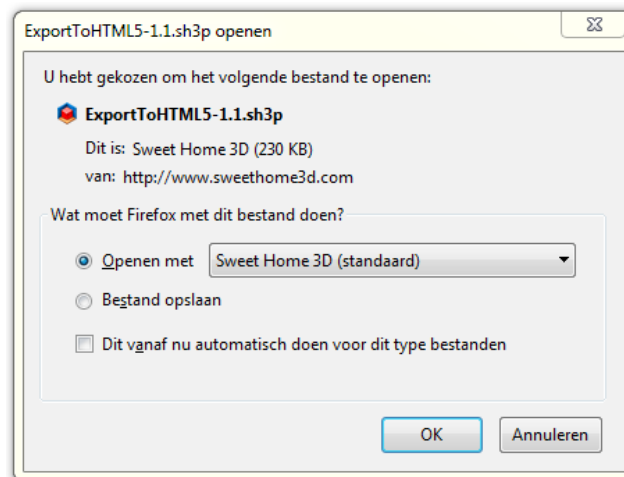 ExportToHTML5-1.1.sh3p openen
U hebt gekozen om het volgende bestand te openen:
ExportToHTML5-1.1.sh3p
Dit is: Sweet Home 3D (230 KB)
van: http://www.sweethome3d.com
Wat moet Firefox met dit bestand doen?
Openen met Sweet Home 3D (standaard)
Bestand opslaan
Dit vanaf nu automatisch doen voor dit type bestanden
OK Annuleren